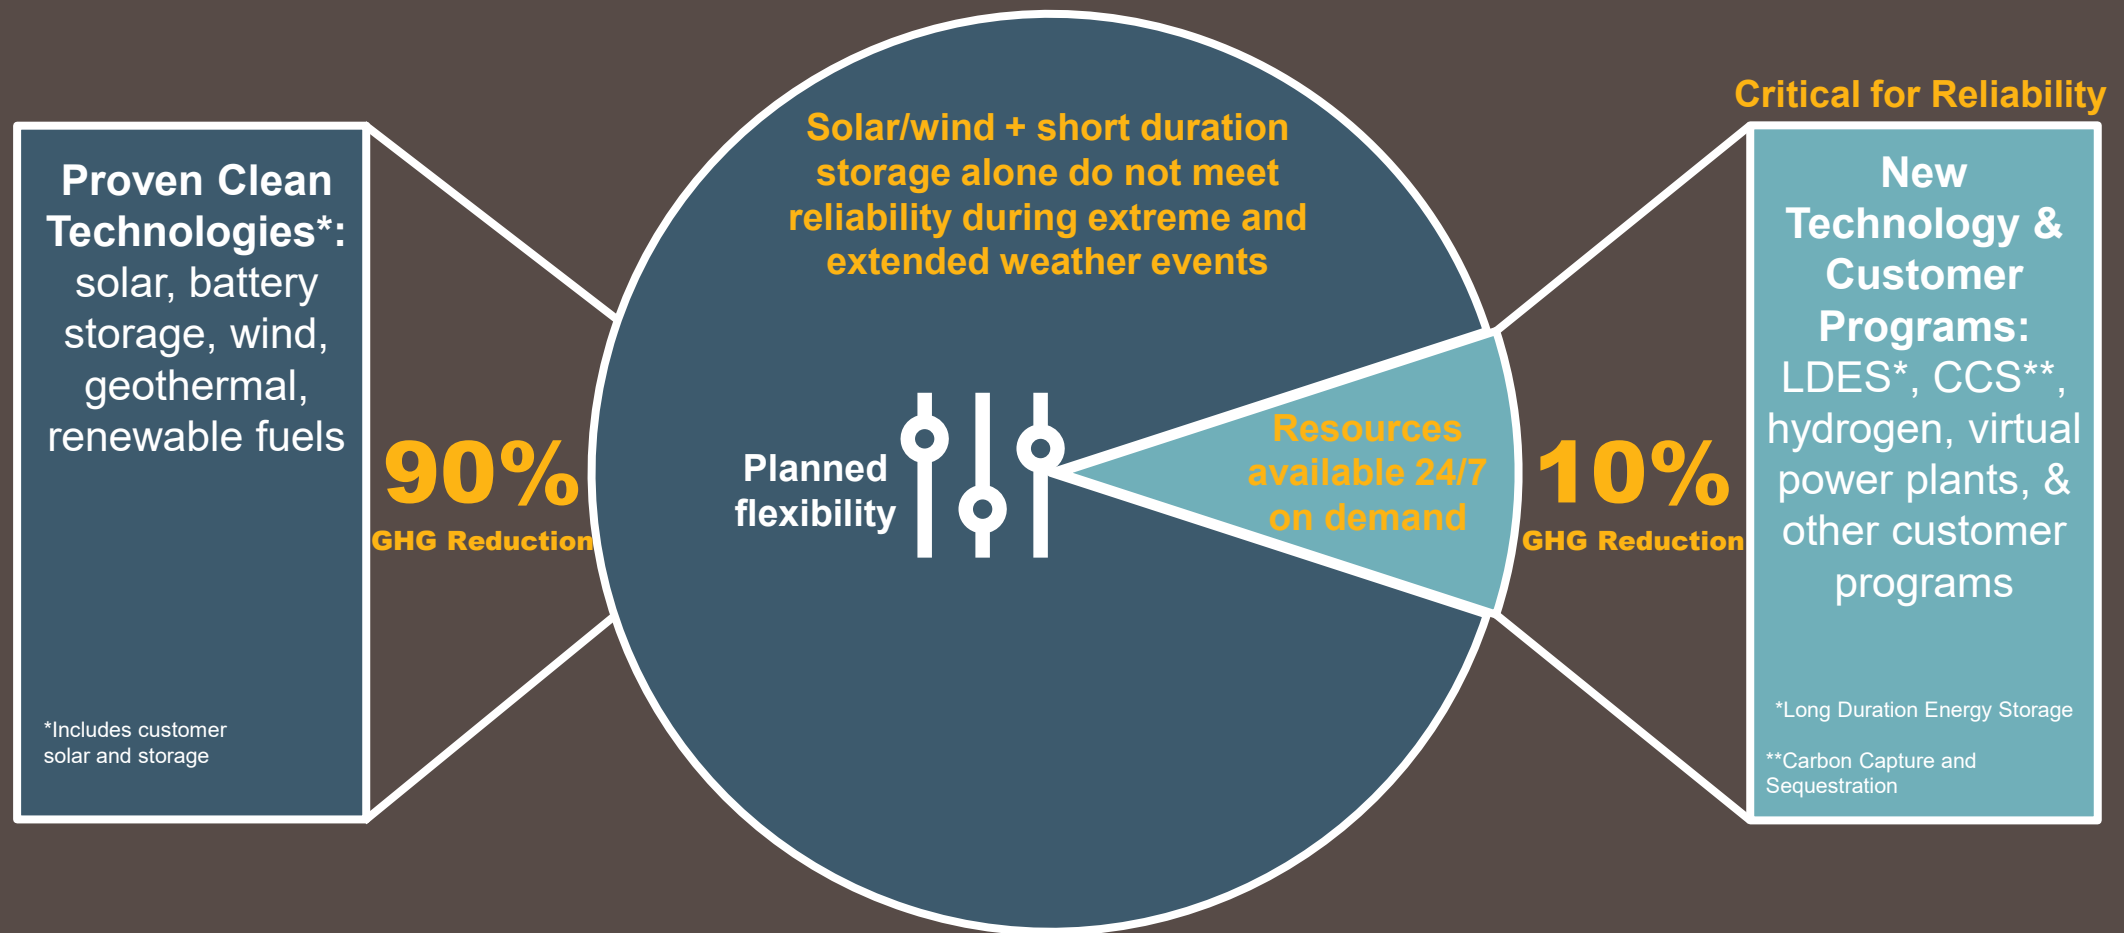 Proven Clean
Technologies*:
solar, battery
storage, wind,
geothermal,
renewable fuels
*Includes customer
solar and storage
90%
GHG Reduction
Solar/wind + short duration
storage alone do not meet
reliability during extreme and
extended weather events
Planned
flexibility
Resources
available 24/7
on demand
10%
GHG Reduction
Critical for Reliability
New
Technology &
Customer
Programs:
LDES*, CCS**,
hydrogen, virtual
power plants, &
other customer
programs
*Long Duration Energy Storage
**Carbon Capture and
Sequestration